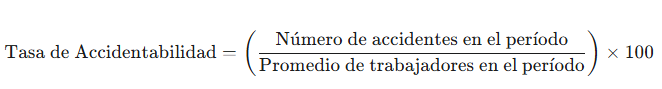 Tasa de Accidentabilidad = ( Número de accidentes en el período / Promedio de trabajadores en el período ) × 100